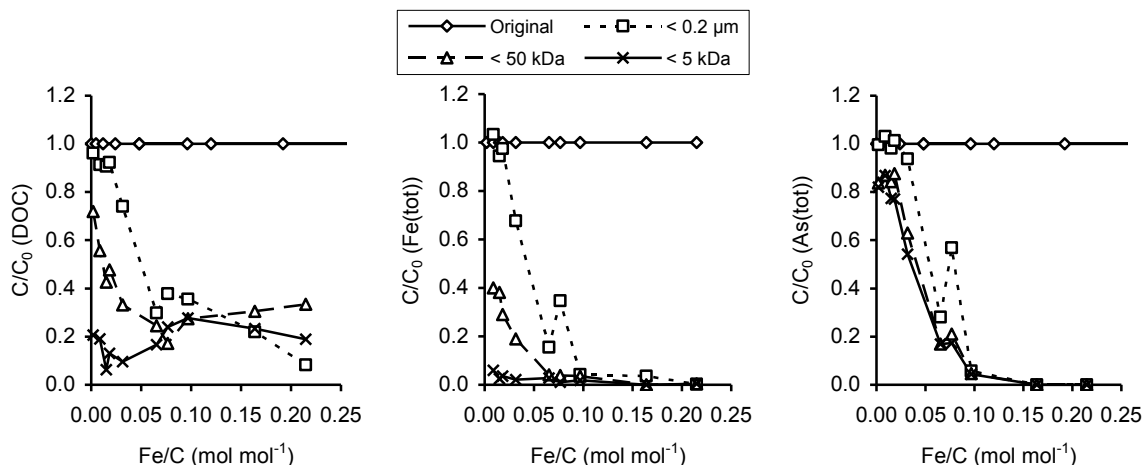 Original
< 0.2 µm
< 50 kDa
< 5 kDa
1.2
1.0
0.8
0.6
0.4
0.2
0.0
C/C₀ (DOC)
0.00 0.05 0.10 0.15 0.20 0.25
Fe/C (mol mol⁻¹)
1.2
1.0
0.8
0.6
0.4
0.2
0.0
C/C₀ (Fe(tot))
0.00 0.05 0.10 0.15 0.20 0.25
Fe/C (mol mol⁻¹)
1.2
1.0
0.8
0.6
0.4
0.2
0.0
C/C₀ (As(tot))
0.00 0.05 0.10 0.15 0.20 0.25
Fe/C (mol mol⁻¹)